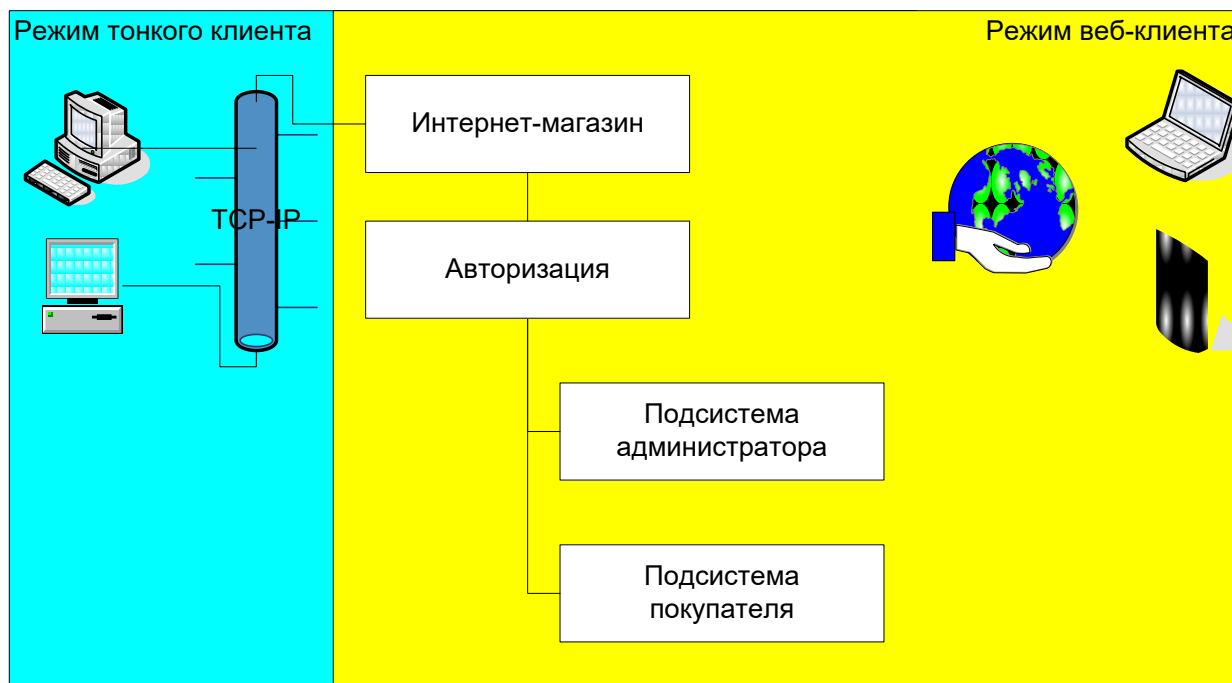 Режим тонкого клиента
Режим веб-клиента
Интернет-магазин
TCP-IP
Авторизация
Подсистема
администратора
Подсистема
покупателя